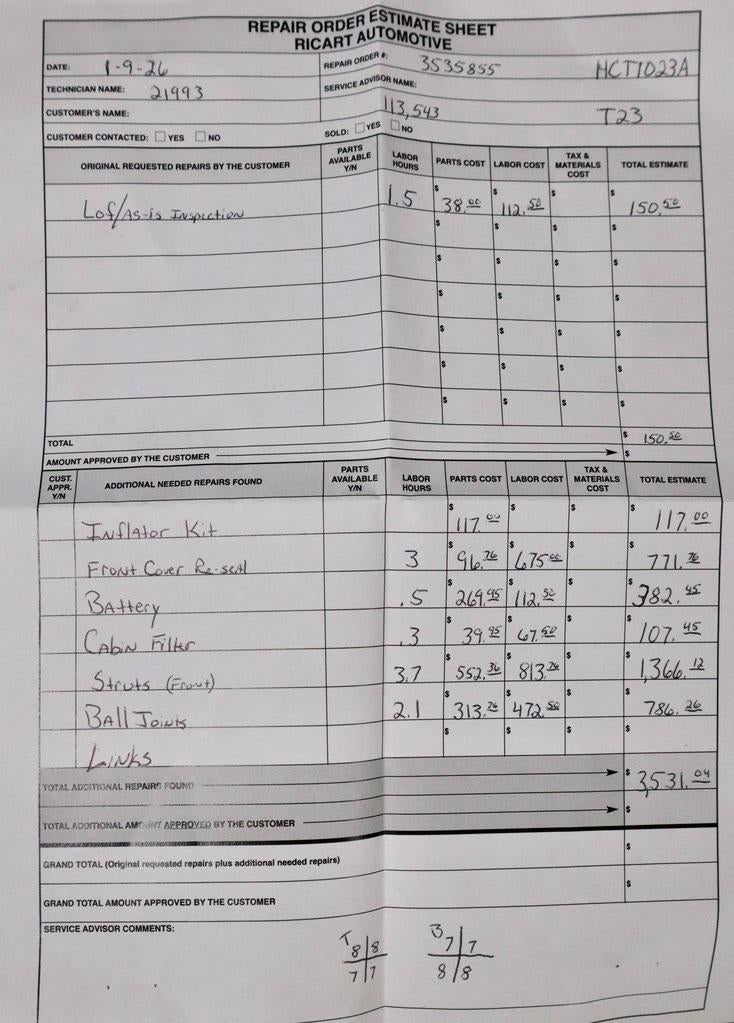 REPAIR ORDER ESTIMATE SHEET
RICART AUTOMOTIVE
DATE: 1-9-26 REPAIR ORDER #: 3535855 HCT1023A
TECHNICIAN NAME: 21993 SERVICE ADVISOR NAME:
CUSTOMER'S NAME: 113,543 T23
CUSTOMER CONTACTED: YES NO SOLD: YES NO
ORIGINAL REQUESTED REPAIRS BY THE CUSTOMER PARTS AVAILABLE Y/N LABOR HOURS PARTS COST LABOR COST TAX & MATERIALS COST TOTAL ESTIMATE
Lof/As-is Inspection 1.5 $ 38.00 $ 112.50 $ $ 150.50
$ $ $ $
$ $ $ $
$ $ $ $
$ $ $ $
$ $ $ $
$ $ $ $
TOTAL $ 150.50
AMOUNT APPROVED BY THE CUSTOMER $
CUST. APPR. Y/N ADDITIONAL NEEDED REPAIRS FOUND PARTS AVAILABLE Y/N LABOR HOURS PARTS COST LABOR COST TAX & MATERIALS COST TOTAL ESTIMATE
Inflator Kit $ 117.00 $ $ $ 117.00
Front Cover Re-seal 3 $ 96.76 $ 675.00 $ $ 771.76
Battery .5 $ 269.95 $ 112.50 $ $ 382.45
Cabin Filter .3 $ 39.95 $ 67.50 $ $ 107.45
Struts (Front) 3.7 $ 552.36 $ 813.76 $ $ 1,366.12
Ball Joints 2.1 $ 313.76 $ 472.50 $ $ 786.26
Links $ $ $ $
TOTAL ADDITIONAL REPAIRS FOUND $ 3,531.04
TOTAL ADDITIONAL AMOUNT APPROVED BY THE CUSTOMER $
GRAND TOTAL (Original requested repairs plus additional needed repairs) $
GRAND TOTAL AMOUNT APPROVED BY THE CUSTOMER $
SERVICE ADVISOR COMMENTS:
T 8 8 B 7 7
7 7 8 8